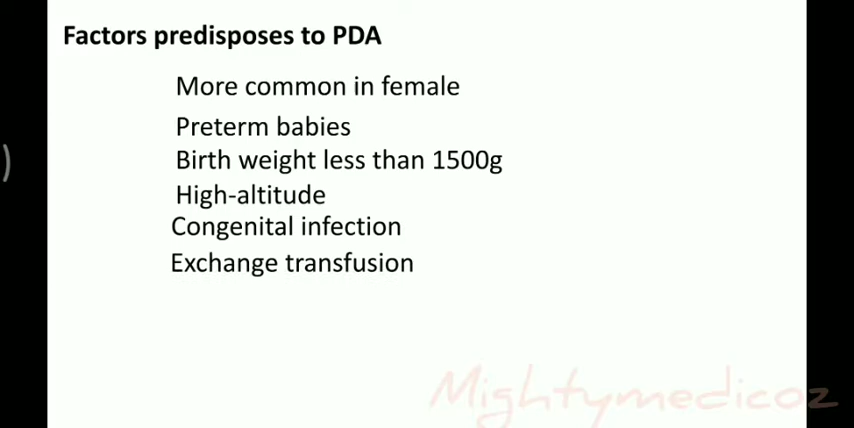 Factors predisposes to PDA
More common in female
Preterm babies
Birth weight less than 1500g
High-altitude
Congenital infection
Exchange transfusion
Mightymedicoz